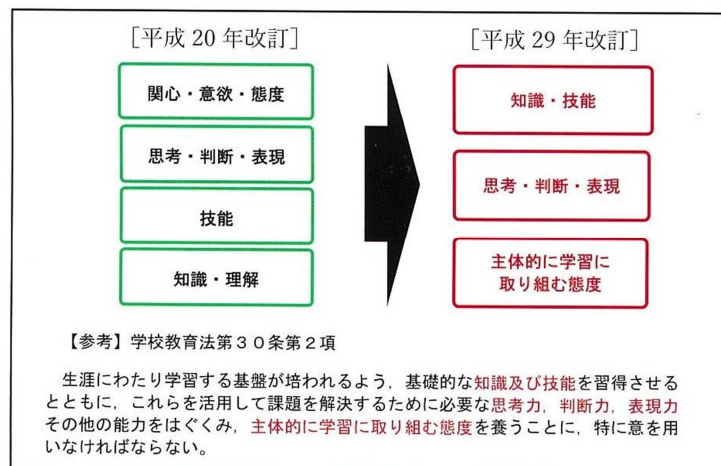 ［平成 20 年改訂］
関心・意欲・態度
思考・判断・表現
技能
知識・理解
［平成 29 年改訂］
知識・技能
思考・判断・表現
主体的に学習に
取り組む態度
【参考】学校教育法第３０条第２項
生涯にわたり学習する基盤が培われるよう，基礎的な知識及び技能を習得させる
とともに，これらを活用して課題を解決するために必要な思考力，判断力，表現力
その他の能力をはぐくみ，主体的に学習に取り組む態度を養うことに，特に意を用
いなければならない。